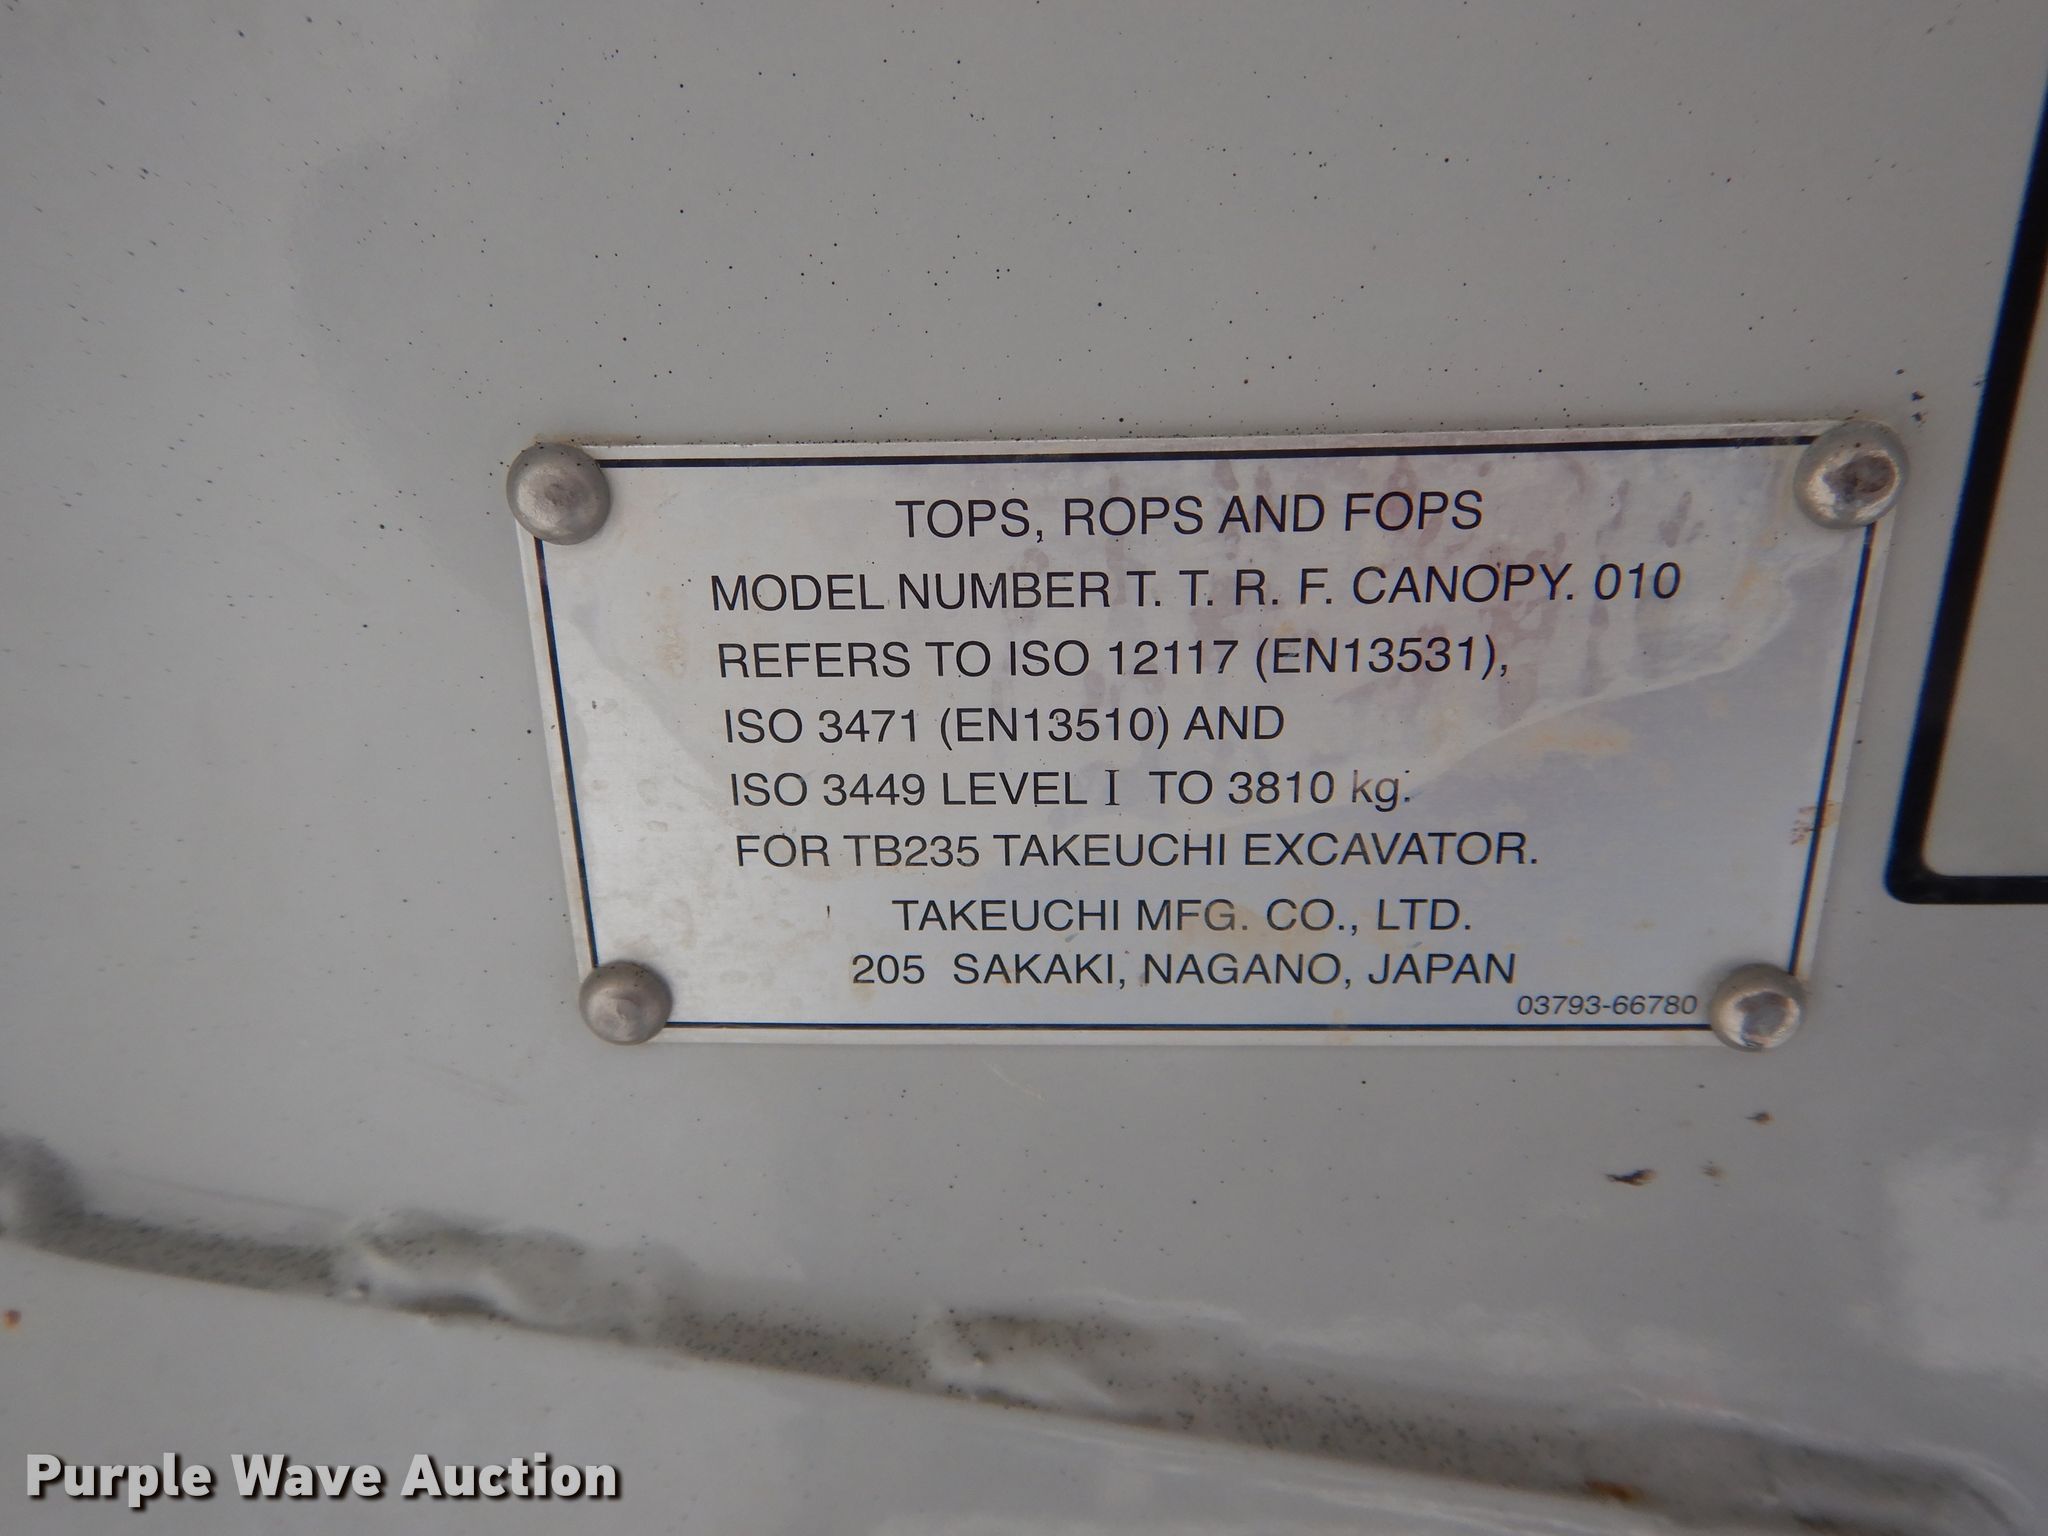 TOPS, ROPS AND FOPS
MODEL NUMBER T. T. R. F. CANOPY. 010
REFERS TO ISO 12117 (EN13531),
ISO 3471 (EN13510) AND
ISO 3449 LEVEL I TO 3810 kg.
FOR TB235 TAKEUCHI EXCAVATOR.
TAKEUCHI MFG. CO., LTD.
205 SAKAKI, NAGANO, JAPAN
03793-66780
Purple Wave Auction